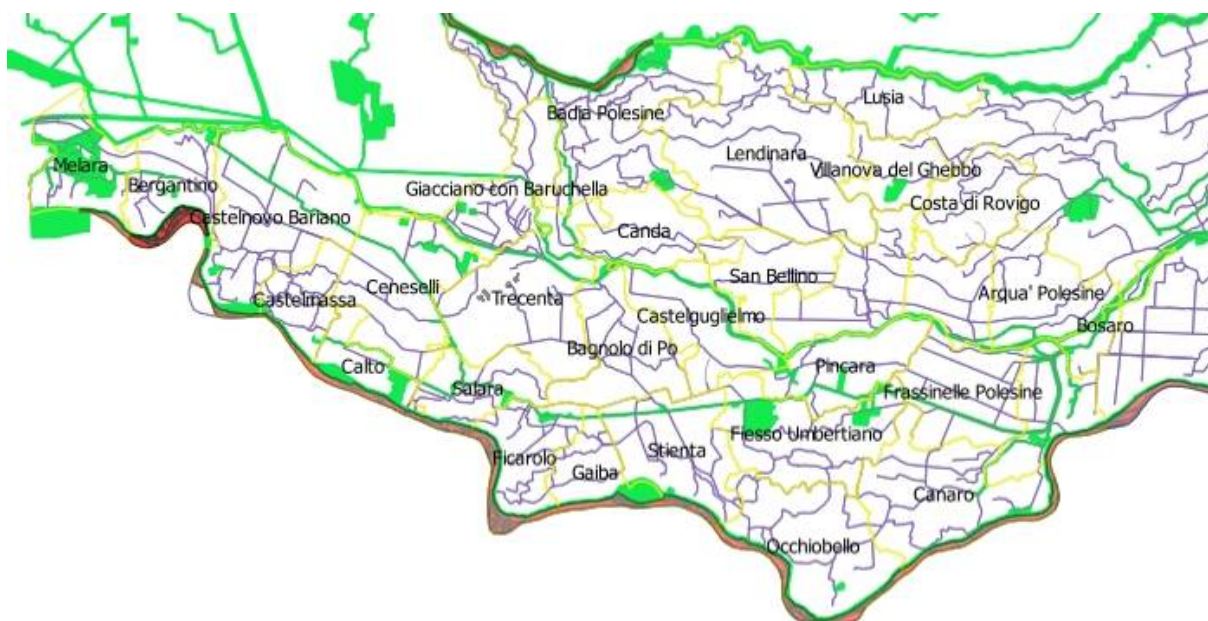 Lusia
Badia Polesine
Lendinara
Melara
Villanova del Ghebbo
Bergantino
Giacciano con Baruchella
Costa di Rovigo
Castelnovo Bariano
Canda
San Bellino
Ceneselli
Arqua' Polesine
Castelmassa
Trecenta
Castelguglielmo
Bosaro
Bagnolo di Po
Calto
Pincara
Salara
Frassinelle Polesine
Fiesso Umbertiano
Stienta
Ficarolo
Gaiba
Canaro
Occhiobello